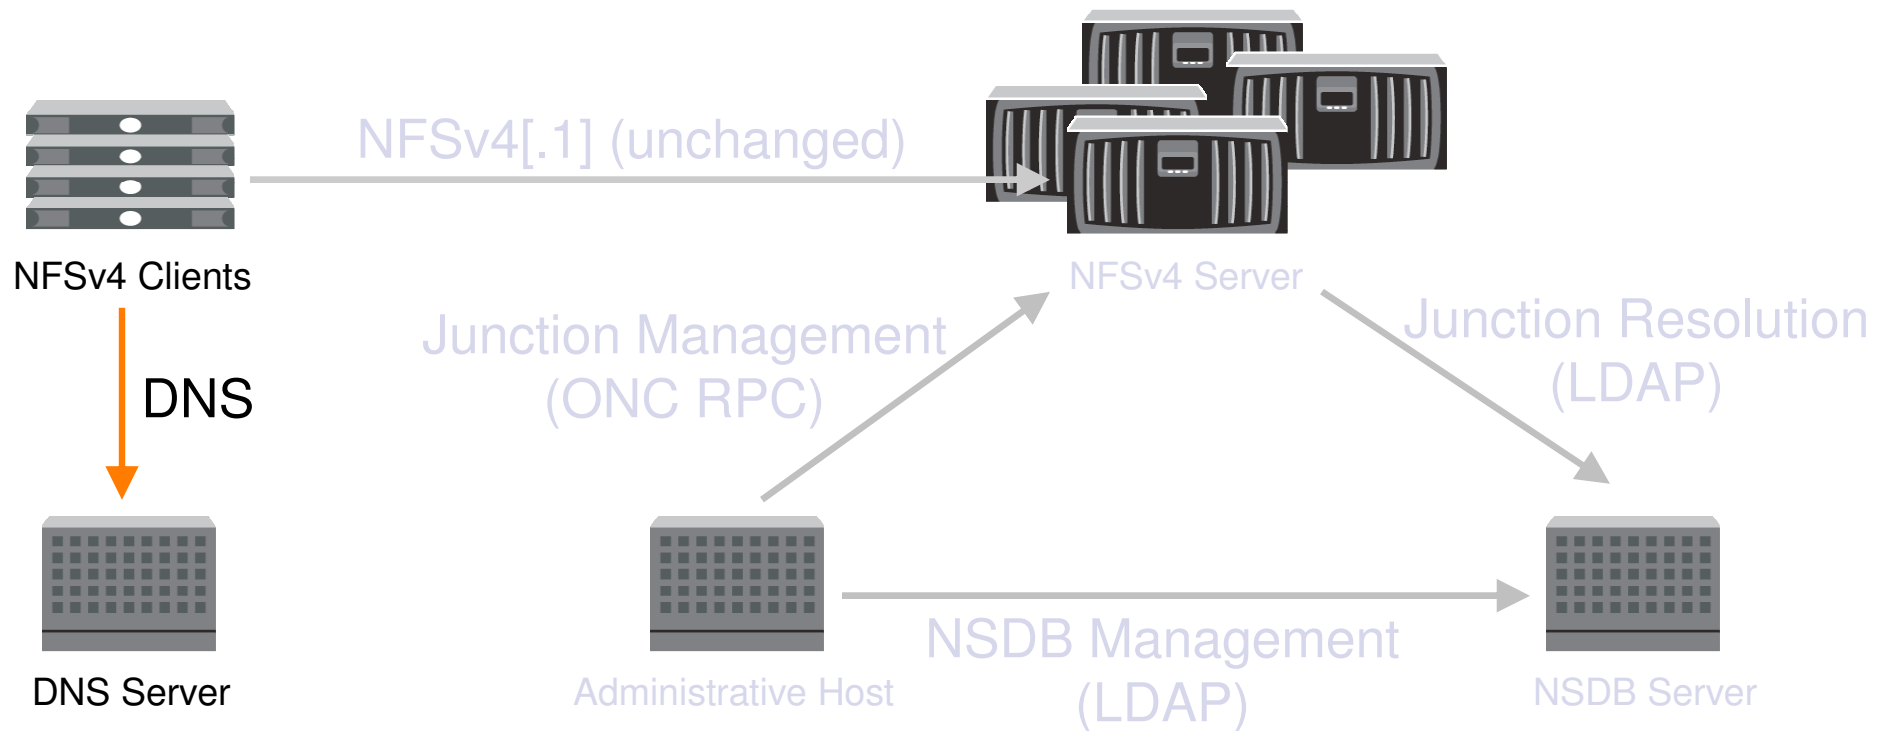 NFSv4[.1] (unchanged)
NFSv4 Clients
NFSv4 Server
Junction Management
(ONC RPC)
Junction Resolution
(LDAP)
DNS
NSDB Management
(LDAP)
DNS Server
Administrative Host
NSDB Server